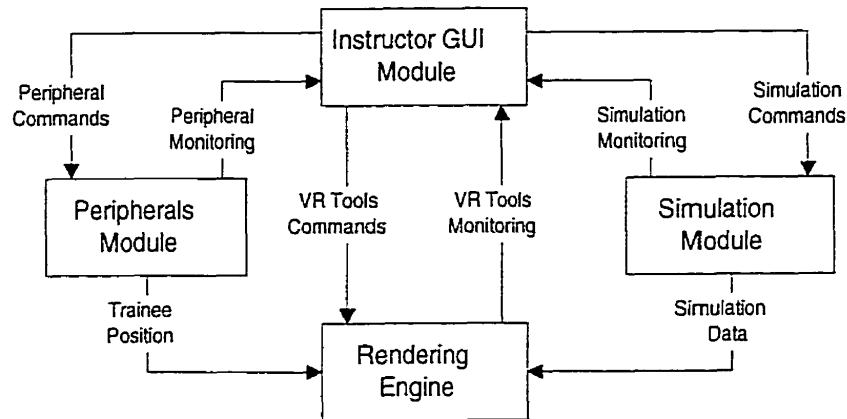 Instructor GUI
Module
Peripheral
Commands
Peripheral
Monitoring
Simulation
Monitoring
Simulation
Commands
Peripherals
Module
VR Tools
Commands
VR Tools
Monitoring
Simulation
Module
Trainee
Position
Simulation
Data
Rendering
Engine